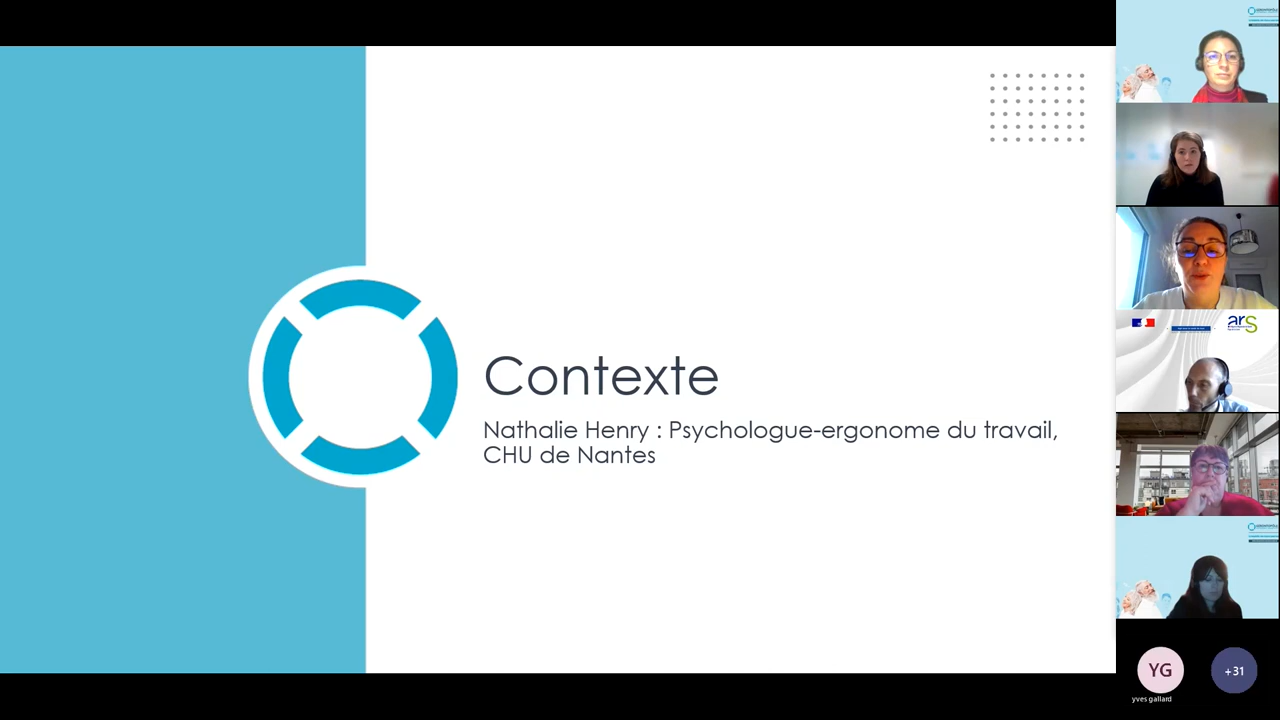 Contexte
Nathalie Henry : Psychologue-ergonome du travail,
CHU de Nantes
ars
YG
+31
yves gallard